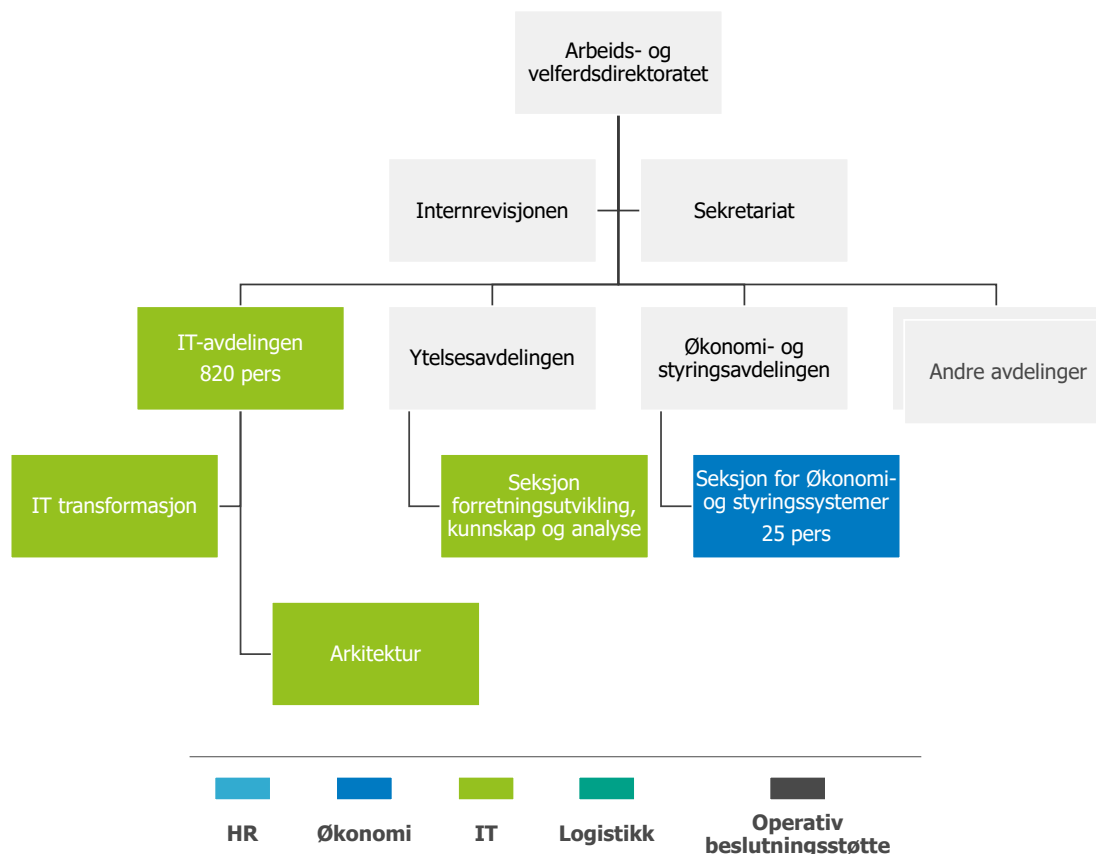 Arbeids- og
velferdsdirektoratet
Internrevisjonen
Sekretariat
IT-avdelingen
820 pers
Ytelsesavdelingen
Økonomi- og
styringsavdelingen
Andre avdelinger
IT transformasjon
Seksjon
forretningsutvikling,
kunnskap og analyse
Seksjon for Økonomi-
og styringssystemer
25 pers
Arkitektur
HR
Økonomi
IT
Logistikk
Operativ
beslutningsstøtte